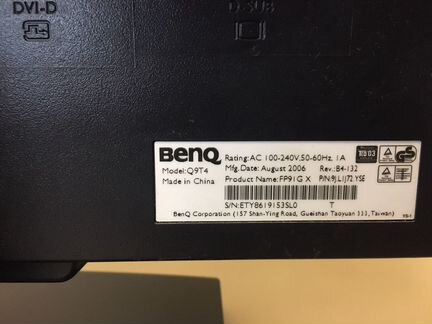 DVI-D D-SUB
BenQ Rating: AC 100-240V, 50-60Hz, 1A
Model: Q9T4 Mfg. Date: August 2006 Rev.: B4-132
Made in China Product Name: FP91G X P/N: 9J.L1J72.YSE
S/N: ETY8619153SL0 T
BenQ Corporation (157 Shan-Ying Road, Gueishan Taoyuan 333, Taiwan)